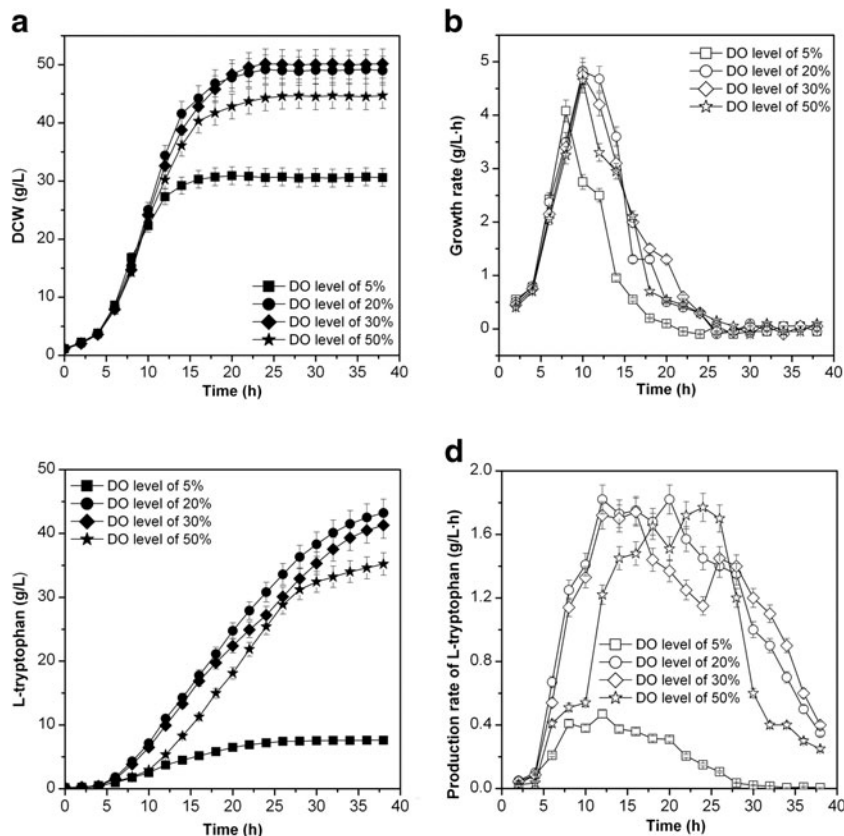 a
50
40
30
20
10
0
DCW (g/L)
DO level of 5%
DO level of 20%
DO level of 30%
DO level of 50%
0 5 10 15 20 25 30 35 40
Time (h)
b
5
4
3
2
1
0
Growth rate (g/L·h)
DO level of 5%
DO level of 20%
DO level of 30%
DO level of 50%
0 5 10 15 20 25 30 35 40
Time (h)
50
40
30
20
10
0
L-tryptophan (g/L)
DO level of 5%
DO level of 20%
DO level of 30%
DO level of 50%
0 5 10 15 20 25 30 35 40
Time (h)
d
2.0
1.6
1.2
0.8
0.4
0.0
Production rate of L-tryptophan (g/L·h)
DO level of 5%
DO level of 20%
DO level of 30%
DO level of 50%
0 5 10 15 20 25 30 35 40
Time (h)